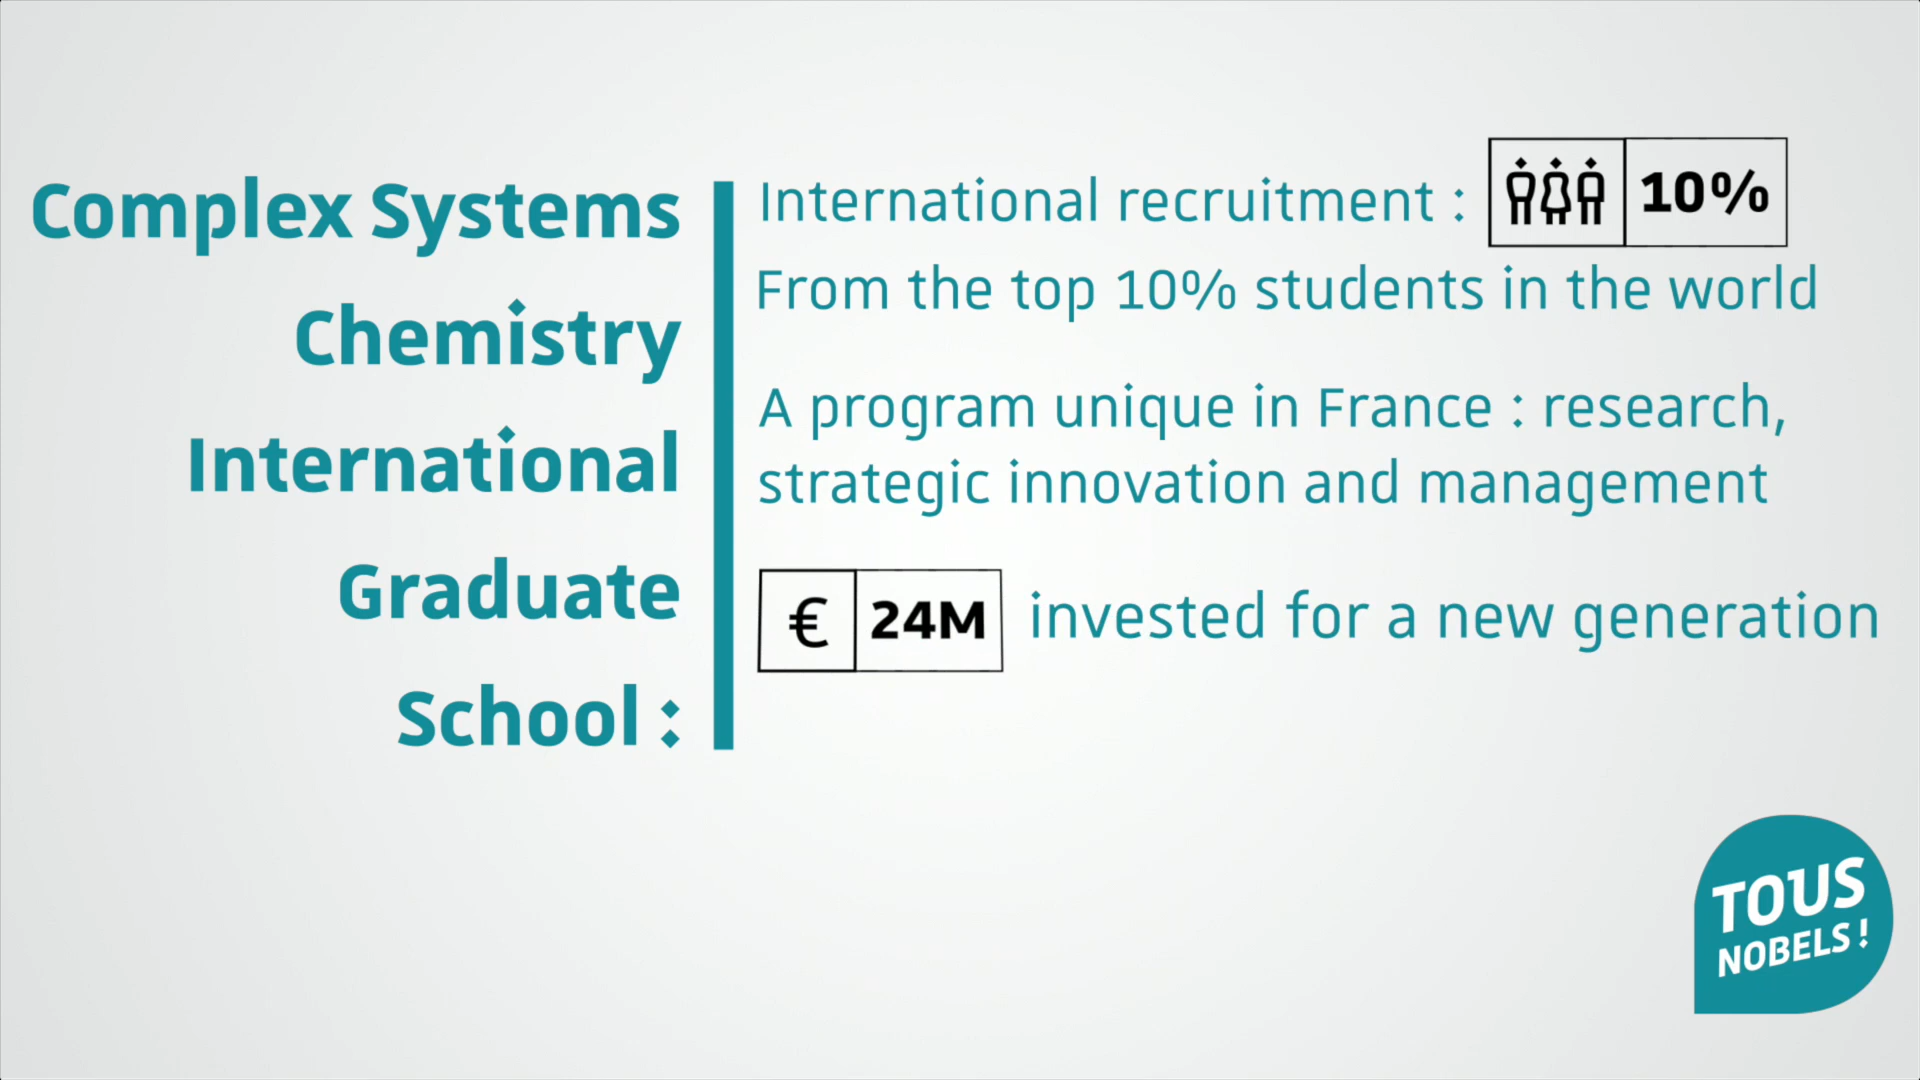 Complex Systems
Chemistry
International
Graduate
School :
International recruitment : 10%
From the top 10% students in the world
A program unique in France : research,
strategic innovation and management
€ 24M invested for a new generation
TOUS
NOBELS !